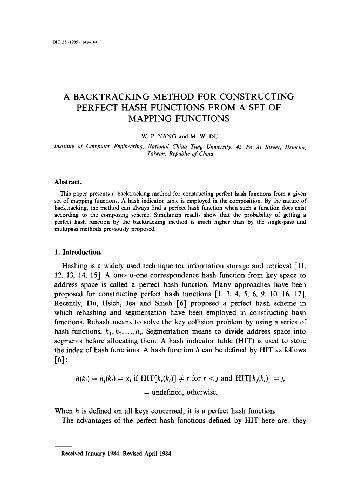 BIT 25 (1985), 148–164
A BACKTRACKING METHOD FOR CONSTRUCTING
PERFECT HASH FUNCTIONS FROM A SET OF
MAPPING FUNCTIONS
W. P. YANG and M. W. DU
Institute of Computer Engineering, National Chiao Tung University, 45 Po Ai Street, Hsinchu,
Taiwan, Republic of China
Abstract.
This paper presents a backtracking method for constructing perfect hash functions from a given
set of mapping functions. A hash indicator table is employed in the composition. By the nature of
backtracking, the method can always find a perfect hash function when such a function does exist
according to the composing scheme. Simulation results show that the probability of getting a
perfect hash function by the backtracking method is much higher than by the single-pass and
multipass methods previously proposed.
1. Introduction.
Hashing is a widely used technique for information storage and retrieval [11,
12, 13, 14, 15]. A one-to-one correspondence hash function from key space to
address space is called a perfect hash function. Many approaches have been
proposed for constructing perfect hash functions [1, 3, 4, 5, 6, 9, 10, 16, 17].
Recently, Du, Hsieh, Jea and Shieh [6] proposed a perfect hash scheme in
which rehashing and segmentation have been employed in constructing hash
functions. Rehash means to solve the key collision problem by using a series of
hash functions, h₁, h₂,..., hₛ. Segmentation means to divide address space into
segments before allocating them. A hash indicator table (HIT) is used to store
the index of hash functions. A hash function h can be defined by HIT as follows
[6]:
h(kᵢ) = hⱼ(kᵢ) = x, if HIT[hᵣ(kᵢ)] ≠ r for r < j and HIT[hⱼ(kᵢ)] = j,
= undefined, otherwise.
When h is defined on all keys concerned, it is a perfect hash function.
The advantages of the perfect hash functions defined by HIT here are: they
Received January 1984. Revised April 1984.